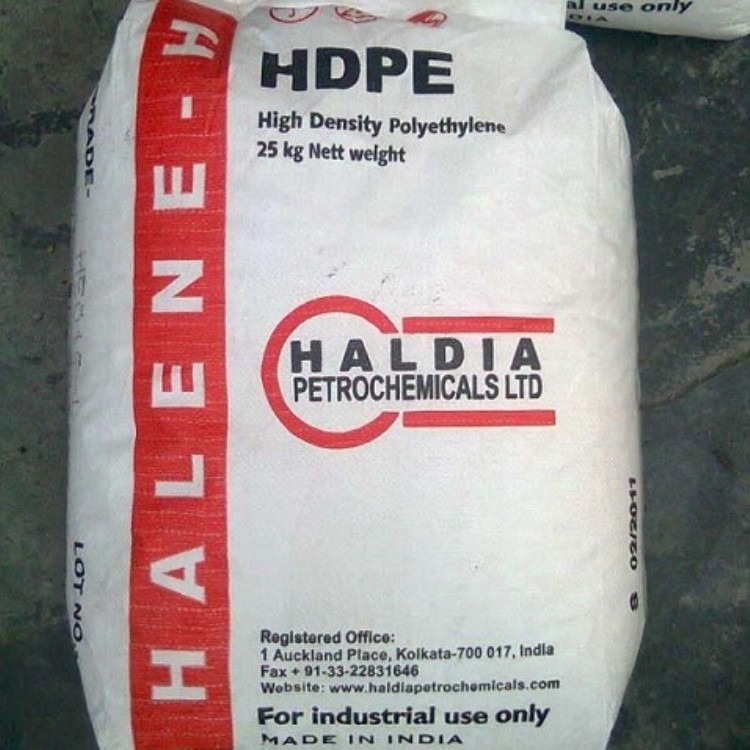 al use only
DIA
HDPE
High Density Polyethylene
25 kg Nett weight
HALENE-H
HALDIA
PETROCHEMICALS LTD
LOT NO.
8 02/2011
Registered Office:
1 Auckland Place, Kolkata-700 017, India
Fax + 91-33-22831646
Website: www.haldiapetrochemicals.com
For industrial use only
MADE IN INDIA